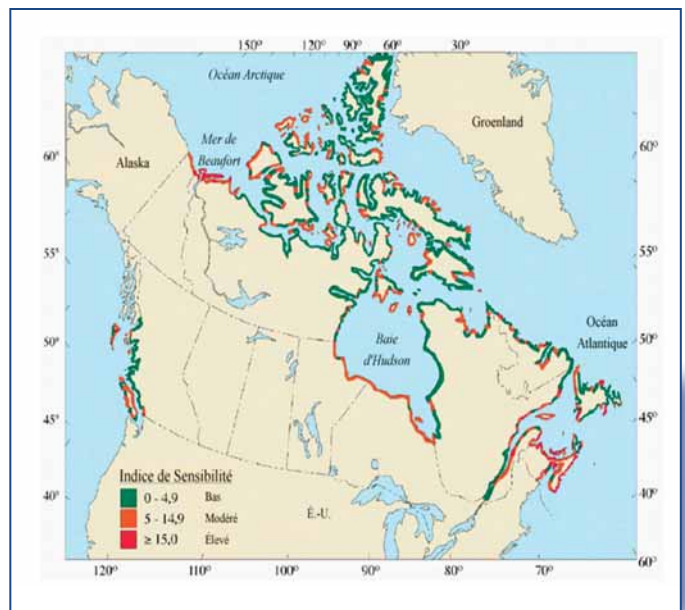 150° 120° 90° 60° 30°
Océan Arctique
Groenland
Mer de
Beaufort
Alaska
60° 60°
55° 55°
Océan
Atlantique
50° 50°
Baie
d'Hudson
45° 45°
Indice de Sensibilité
0 - 4,9 Bas
5 - 14,9 Modéré
≥ 15,0 Élevé
É.-U.
40° 40°
60°
120° 110° 100° 90° 80° 70°